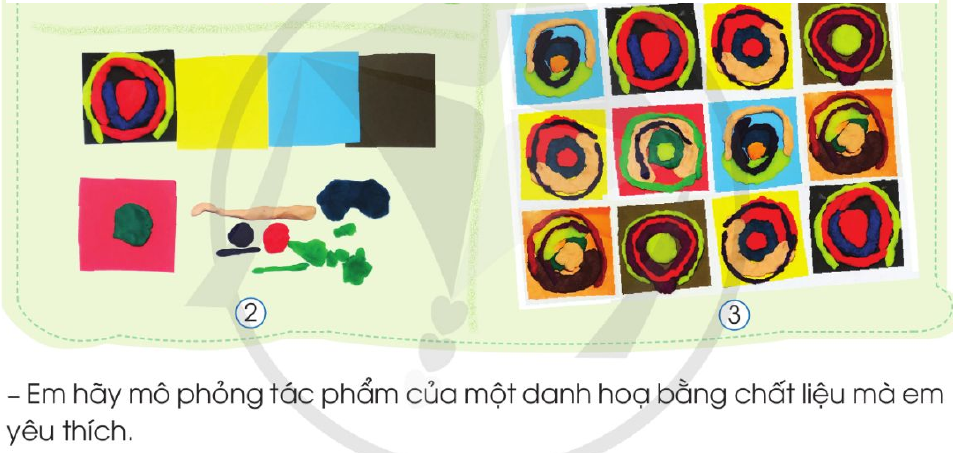 2
3
– Em hãy mô phỏng tác phẩm của một danh hoạ bằng chất liệu mà em
yêu thích.